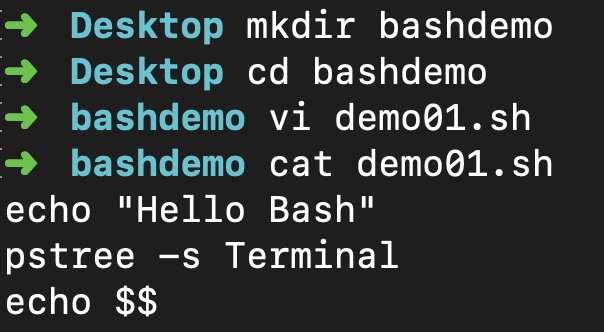 ➜ Desktop mkdir bashdemo
➜ Desktop cd bashdemo
➜ bashdemo vi demo01.sh
➜ bashdemo cat demo01.sh
echo "Hello Bash"
pstree -s Terminal
echo $$